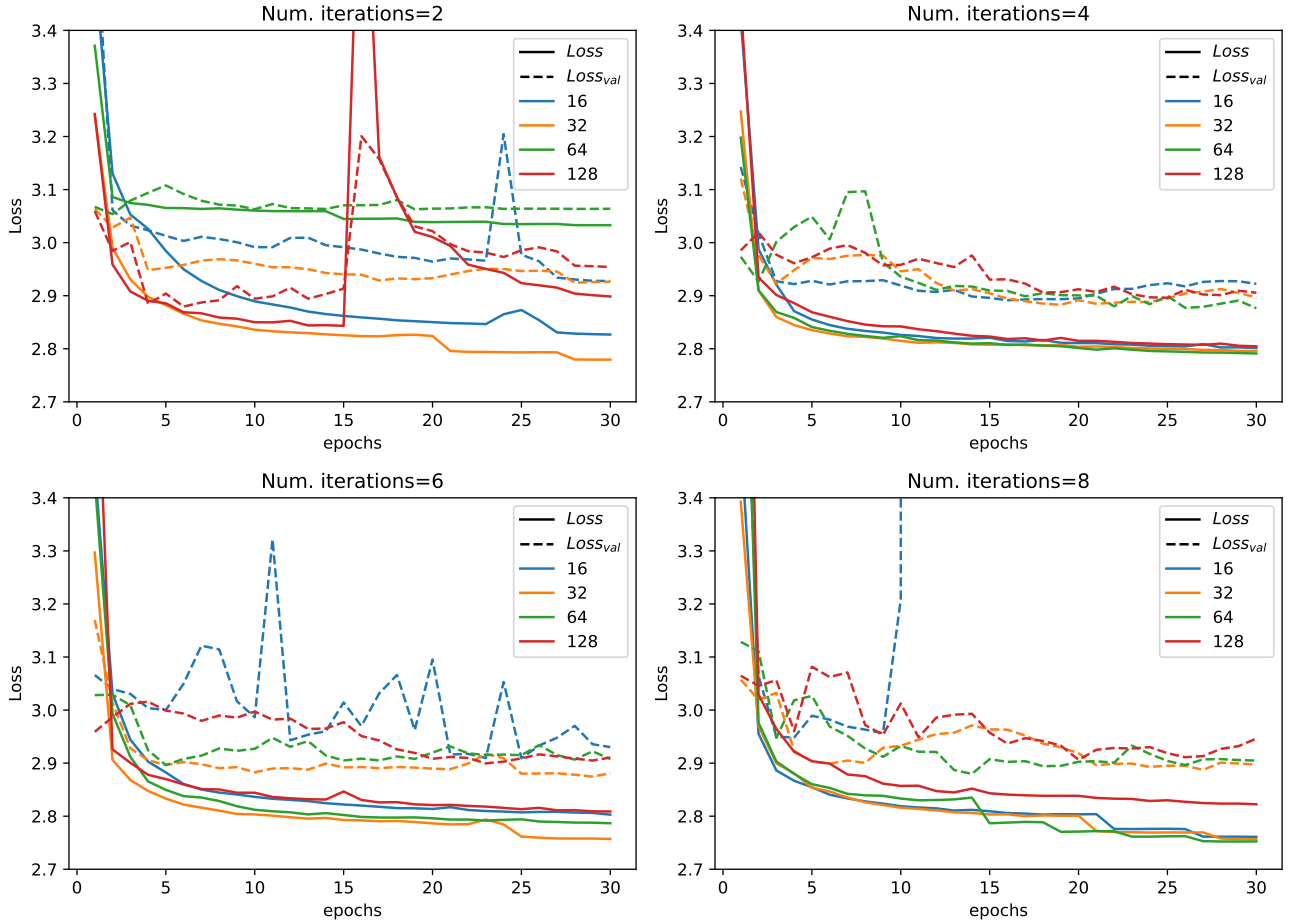 Num. iterations=2
3.4
3.3
3.2
3.1
3.0
2.9
2.8
2.7
Loss
0 5 10 15 20 25 30
epochs
Loss
Loss_val
16
32
64
128
Num. iterations=4
3.4
3.3
3.2
3.1
3.0
2.9
2.8
2.7
Loss
0 5 10 15 20 25 30
epochs
Loss
Loss_val
16
32
64
128
Num. iterations=6
3.4
3.3
3.2
3.1
3.0
2.9
2.8
2.7
Loss
0 5 10 15 20 25 30
epochs
Loss
Loss_val
16
32
64
128
Num. iterations=8
3.4
3.3
3.2
3.1
3.0
2.9
2.8
2.7
Loss
0 5 10 15 20 25 30
epochs
Loss
Loss_val
16
32
64
128